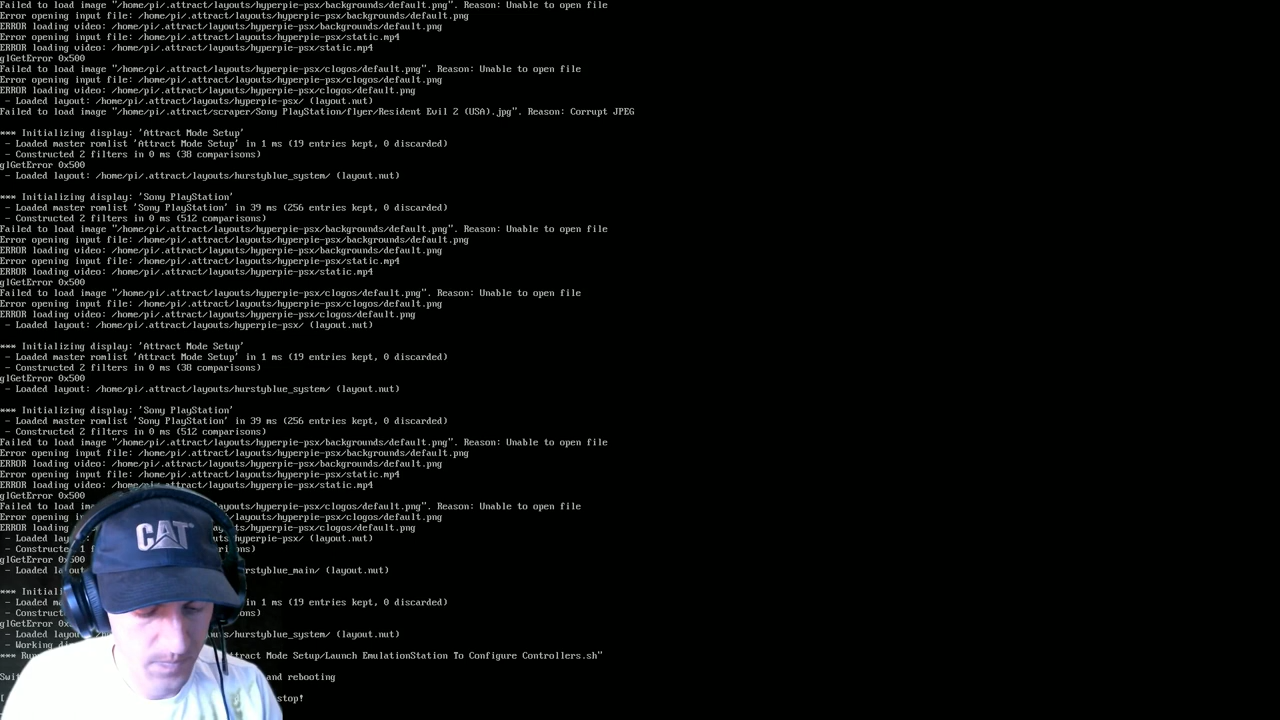 Failed to load image "/home/pi/.attract/layouts/hyperpie-psx/backgrounds/default.png". Reason: Unable to open file
Error opening input file: /home/pi/.attract/layouts/hyperpie-psx/backgrounds/default.png
ERROR loading video: /home/pi/.attract/layouts/hyperpie-psx/backgrounds/default.png
Error opening input file: /home/pi/.attract/layouts/hyperpie-psx/static.mp4
ERROR loading video: /home/pi/.attract/layouts/hyperpie-psx/static.mp4
glGetError 0x500
Failed to load image "/home/pi/.attract/layouts/hyperpie-psx/clogos/default.png". Reason: Unable to open file
Error opening input file: /home/pi/.attract/layouts/hyperpie-psx/clogos/default.png
ERROR loading video: /home/pi/.attract/layouts/hyperpie-psx/clogos/default.png
- Loaded layout: /home/pi/.attract/layouts/hyperpie-psx/ (layout.nut)
Failed to load image "/home/pi/.attract/scraper/Sony PlayStation/flyer/Resident Evil 2 (USA).jpg". Reason: Corrupt JPEG
*** Initializing display: 'Attract Mode Setup'
- Loaded master romlist 'Attract Mode Setup' in 1 ms (19 entries kept, 0 discarded)
- Constructed 2 filters in 0 ms (38 comparisons)
glGetError 0x500
- Loaded layout: /home/pi/.attract/layouts/hurstyblue_system/ (layout.nut)
*** Initializing display: 'Sony PlayStation'
- Loaded master romlist 'Sony PlayStation' in 39 ms (256 entries kept, 0 discarded)
- Constructed 2 filters in 0 ms (512 comparisons)
Failed to load image "/home/pi/.attract/layouts/hyperpie-psx/backgrounds/default.png". Reason: Unable to open file
Error opening input file: /home/pi/.attract/layouts/hyperpie-psx/backgrounds/default.png
ERROR loading video: /home/pi/.attract/layouts/hyperpie-psx/backgrounds/default.png
Error opening input file: /home/pi/.attract/layouts/hyperpie-psx/static.mp4
ERROR loading video: /home/pi/.attract/layouts/hyperpie-psx/static.mp4
glGetError 0x500
Failed to load image "/home/pi/.attract/layouts/hyperpie-psx/clogos/default.png". Reason: Unable to open file
Error opening input file: /home/pi/.attract/layouts/hyperpie-psx/clogos/default.png
ERROR loading video: /home/pi/.attract/layouts/hyperpie-psx/clogos/default.png
- Loaded layout: /home/pi/.attract/layouts/hyperpie-psx/ (layout.nut)
*** Initializing display: 'Attract Mode Setup'
- Loaded master romlist 'Attract Mode Setup' in 1 ms (19 entries kept, 0 discarded)
- Constructed 2 filters in 0 ms (38 comparisons)
glGetError 0x500
- Loaded layout: /home/pi/.attract/layouts/hurstyblue_system/ (layout.nut)
*** Initializing display: 'Sony PlayStation'
- Loaded master romlist 'Sony PlayStation' in 39 ms (256 entries kept, 0 discarded)
- Constructed 2 filters in 0 ms (512 comparisons)
Failed to load image "/home/pi/.attract/layouts/hyperpie-psx/backgrounds/default.png". Reason: Unable to open file
Error opening input file: /home/pi/.attract/layouts/hyperpie-psx/backgrounds/default.png
ERROR loading video: /home/pi/.attract/layouts/hyperpie-psx/backgrounds/default.png
Error opening input file: /home/pi/.attract/layouts/hyperpie-psx/static.mp4
ERROR loading video: /home/pi/.attract/layouts/hyperpie-psx/static.mp4
glGetError 0x500
Failed to load clogos/default.png". Reason: Unable to open file
Error opening clogos/default.png
ERROR loading clogos/default.png
- Loaded hyperpie-psx/ (layout.nut)
glGetError
- Loaded (layout.nut)
***
- Loaded in 1 ms (19 entries kept, 0 discarded)
- Loaded /hurstyblue_system/ (layout.nut)
- Working
*** Mode Setup/Launch EmulationStation To Configure Controllers.sh"
and rebooting
[ stop!
CAT